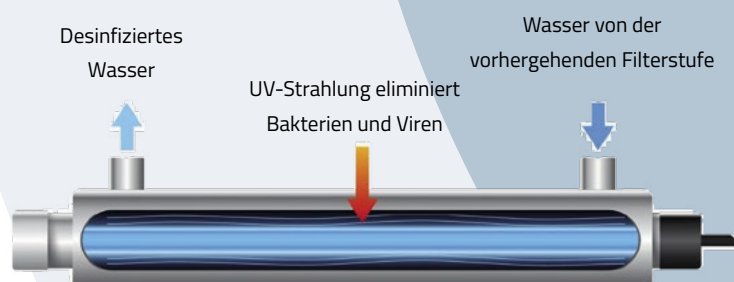 Desinfiziertes
Wasser
UV-Strahlung eliminiert
Bakterien und Viren
Wasser von der
vorhergehenden Filterstufe